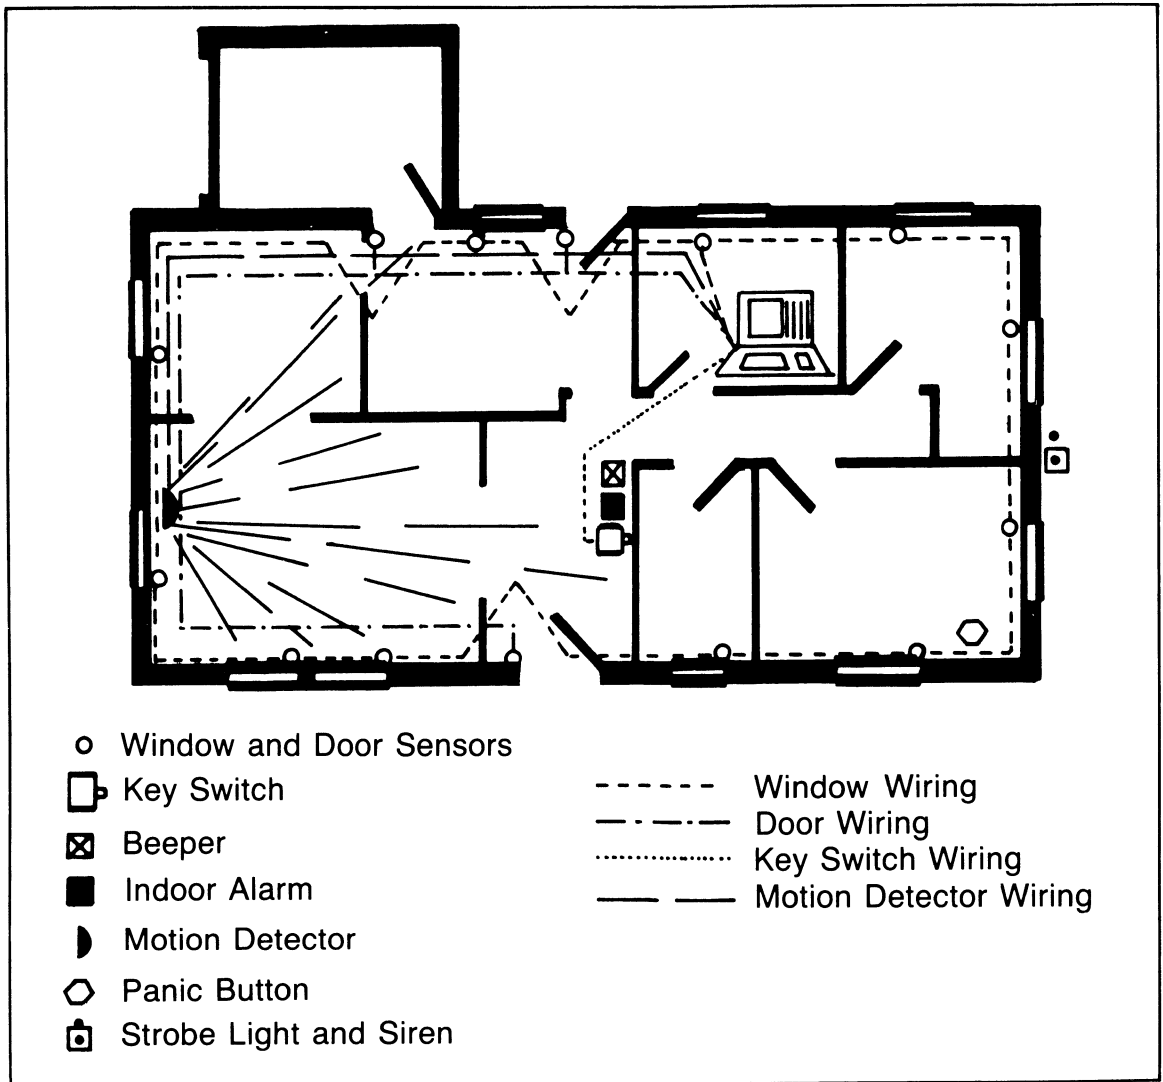 Window and Door Sensors
Key Switch
Beeper
Indoor Alarm
Motion Detector
Panic Button
Strobe Light and Siren
Window Wiring
Door Wiring
Key Switch Wiring
Motion Detector Wiring